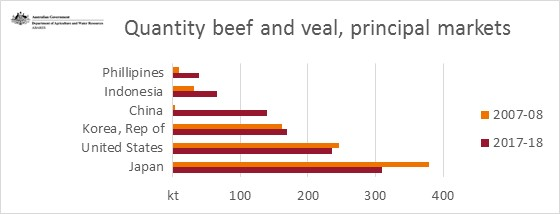 Australian Government
Department of Agriculture and Water Resources
ABARES
Quantity beef and veal, principal markets
Phillipines
Indonesia
China
Korea, Rep of
United States
Japan
kt 100 200 300 400
2007-08
2017-18